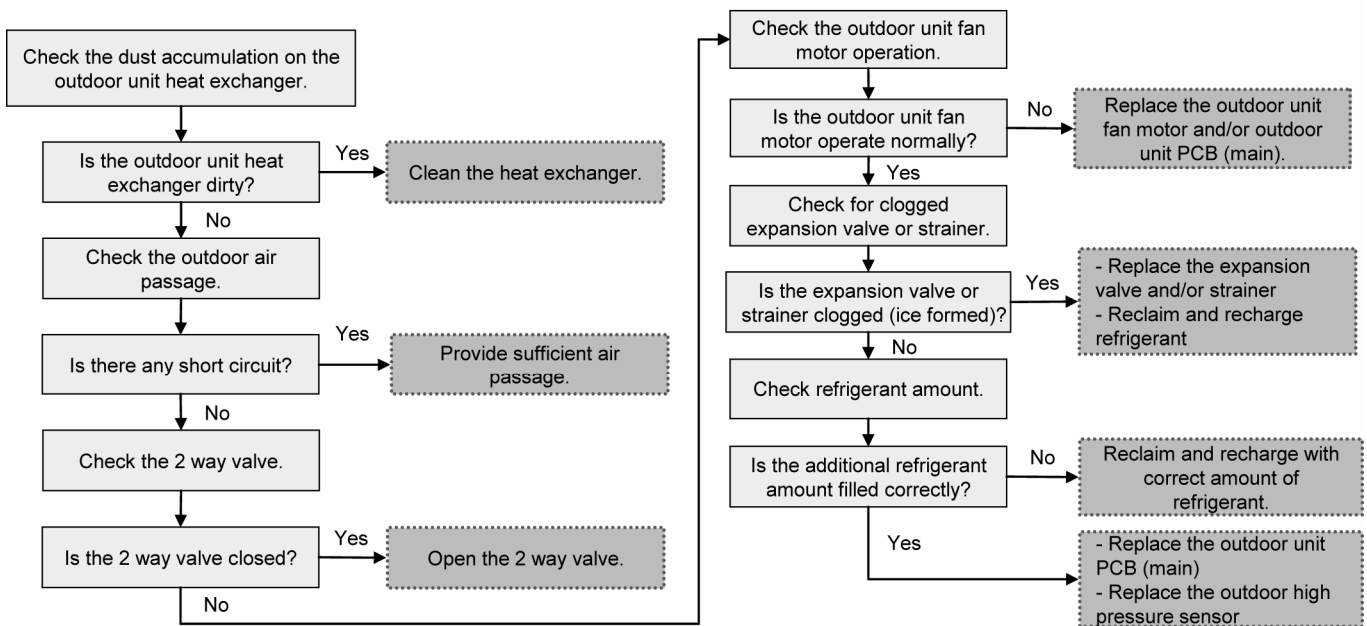 Check the dust accumulation on the
outdoor unit heat exchanger.
Is the outdoor unit heat
exchanger dirty?
Yes
Clean the heat exchanger.
No
Check the outdoor air
passage.
Is there any short circuit?
Yes
Provide sufficient air
passage.
No
Check the 2 way valve.
Is the 2 way valve closed?
Yes
Open the 2 way valve.
No
Check the outdoor unit fan
motor operation.
Is the outdoor unit fan
motor operate normally?
No
Replace the outdoor unit
fan motor and/or outdoor
unit PCB (main).
Yes
Check for clogged
expansion valve or strainer.
Is the expansion valve or
strainer clogged (ice formed)?
Yes
- Replace the expansion
valve and/or strainer
- Reclaim and recharge
refrigerant
No
Check refrigerant amount.
Is the additional refrigerant
amount filled correctly?
No
Reclaim and recharge with
correct amount of
refrigerant.
Yes
- Replace the outdoor unit
PCB (main)
- Replace the outdoor high
pressure sensor